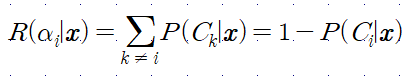 R(α_i|x) = ∑_{k ≠ i} P(C_k|x) = 1 − P(C_i|x)